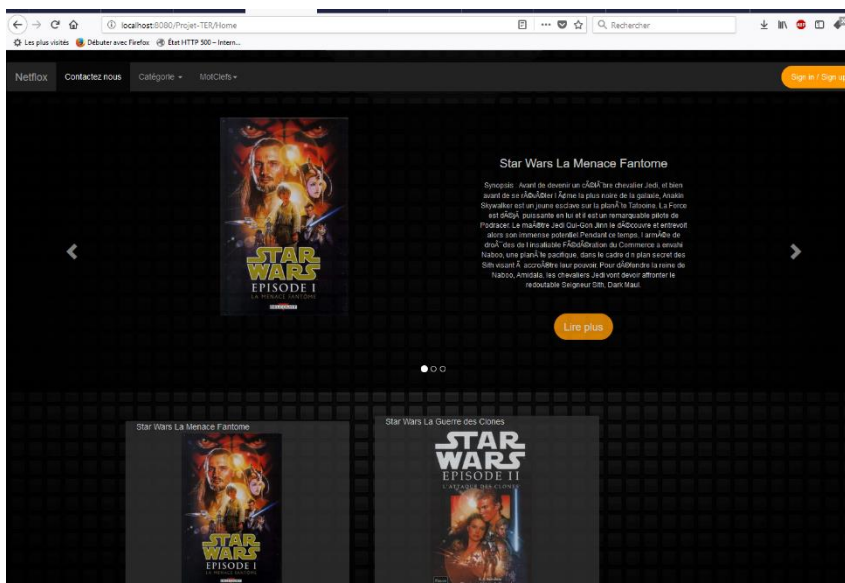 localhost:8080/Projet-TER/Home
Rechercher
Les plus visités
Débuter avec Firefox
État HTTP 500 – Intern...
Netflox
Contactez nous
Catégorie
MotClefs
Sign in / Sign up
STAR
WARS
EPISODE I
LA MENACE FANTÔME
Star Wars La Menace Fantome
Synopsis : Avant de devenir un cÃ©lÃ¨bre chevalier Jedi, et bien
avant de se rÃ©vÃ©ler l Ã¢me la plus noire de la galaxie, Anakin
Skywalker est un jeune esclave sur la planÃ¨te Tatooine. La Force
est dÃ©jÃ puissante en lui et il est un remarquable pilote de
Podracer. Le maÃ®tre Jedi Qui-Gon Jinn le dÃ©couvre et entrevoit
alors son immense potentiel.Pendant ce temps, l armÃ©e de
droÃ¯des de l insatiable FÃ©dÃ©ration du Commerce a envahi
Naboo, une planÃ¨te pacifique, dans le cadre d n plan secret des
Sith visant Ã accroÃ®tre leur pouvoir. Pour dÃ©fendre la reine de
Naboo, Amidala, les chevaliers Jedi vont devoir affronter le
redoutable Seigneur Sith, Dark Maul.
Lire plus
Star Wars La Menace Fantome
STAR
WARS
EPISODE I
LA MENACE FANTÔME
Star Wars La Guerre des Clones
STAR
WARS
EPISODE II
L'ATTAQUE DES CLONES